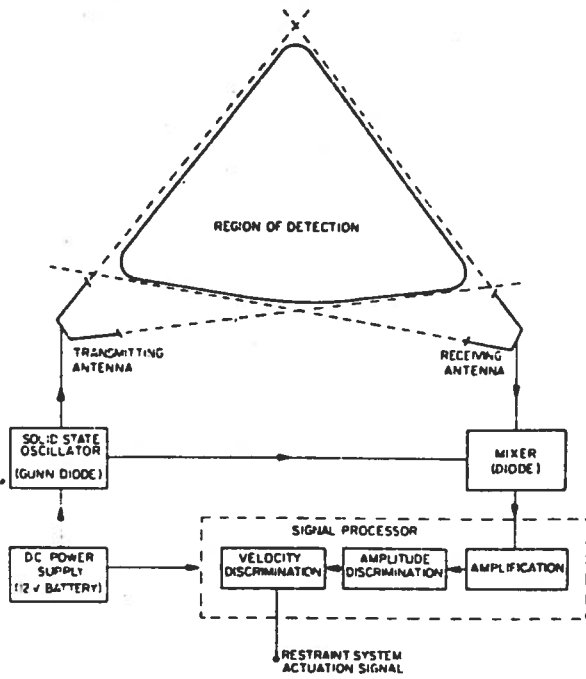 REGION OF DETECTION
TRANSMITTING
ANTENNA
RECEIVING
ANTENNA
SOLID STATE
OSCILLATOR
(GUNN DIODE)
MIXER
(DIODE)
SIGNAL PROCESSOR
DC POWER
SUPPLY
(12 V BATTERY)
VELOCITY
DISCRIMINATION
AMPLITUDE
DISCRIMINATION
AMPLIFICATION
RESTRAINT SYSTEM
ACTUATION SIGNAL